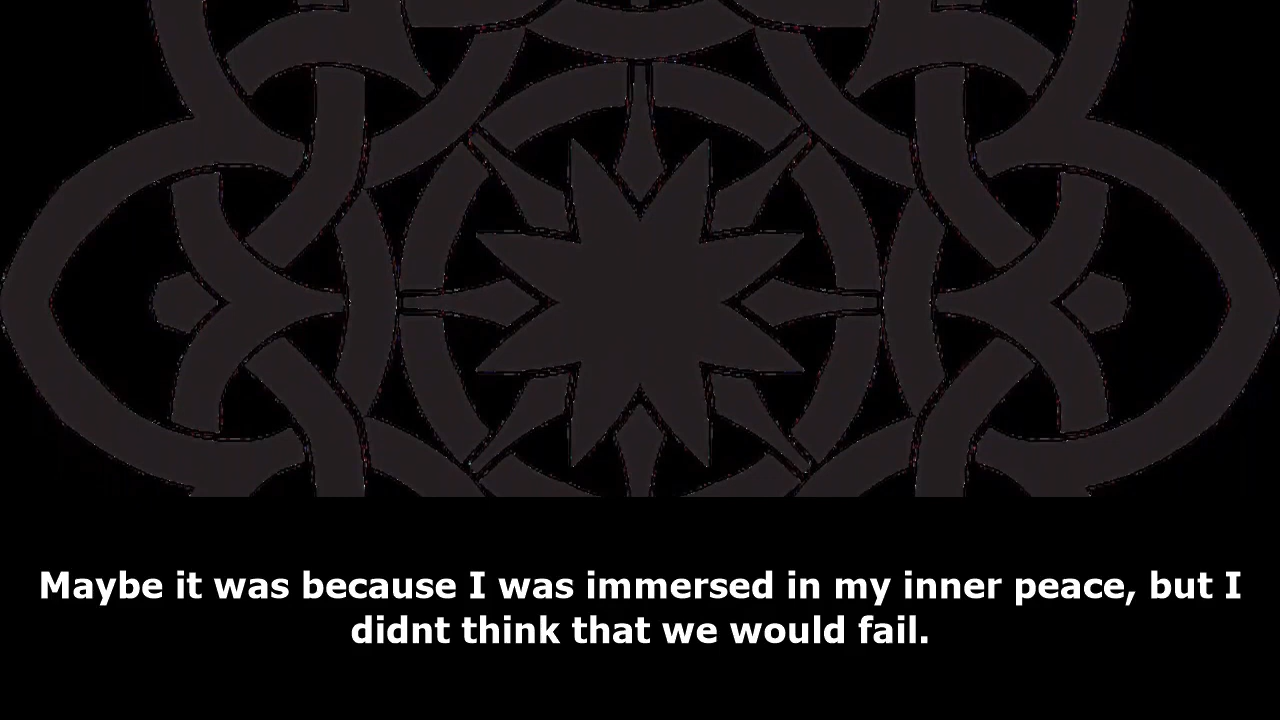 Maybe it was because I was immersed in my inner peace, but I
didnt think that we would fail.